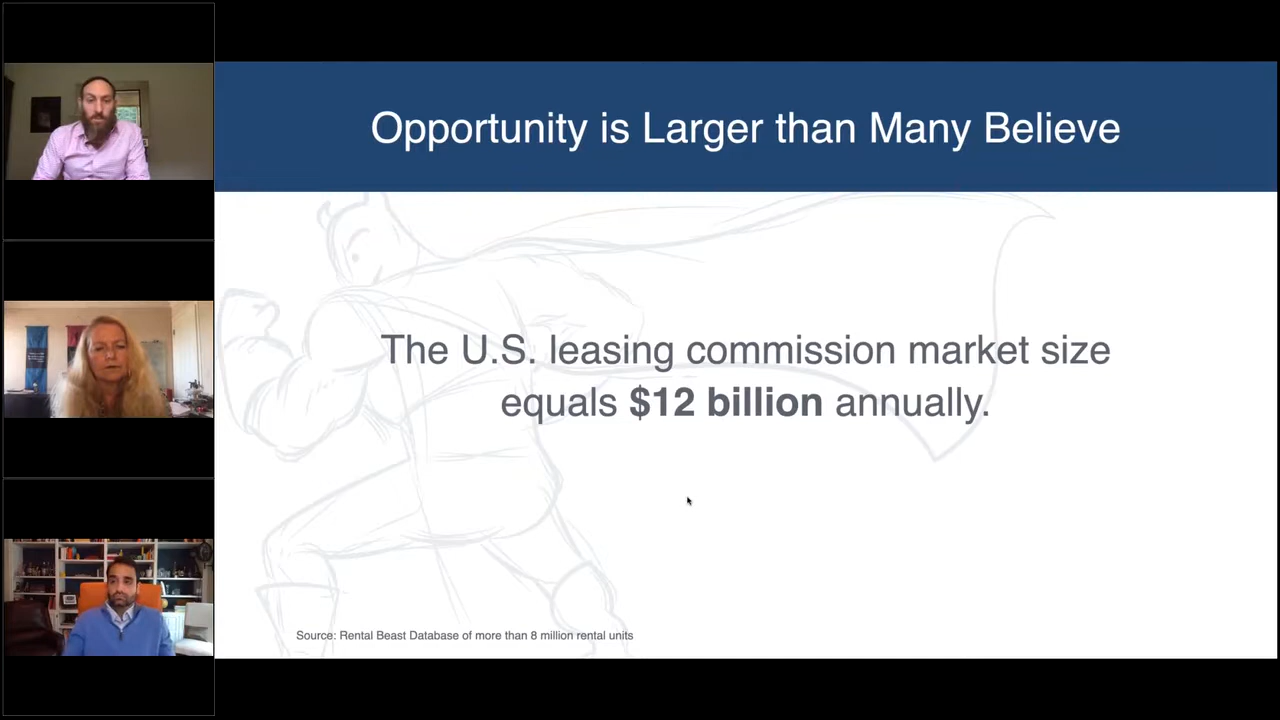 Opportunity is Larger than Many Believe
The U.S. leasing commission market size
equals $12 billion annually.
Source: Rental Beast Database of more than 8 million rental units